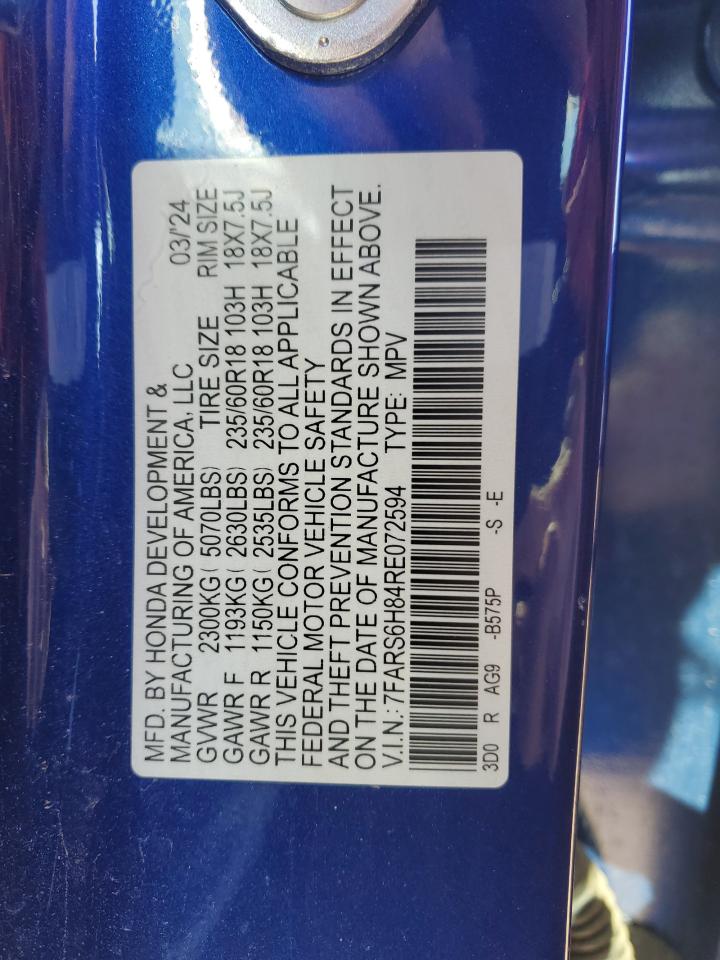 MFD. BY HONDA DEVELOPMENT &
MANUFACTURING OF AMERICA, LLC 03/'24
GVWR 2300KG( 5070LBS) TIRE SIZE RIM SIZE
GAWR F 1193KG( 2630LBS) 235/60R18 103H 18X7.5J
GAWR R 1150KG( 2535LBS) 235/60R18 103H 18X7.5J
THIS VEHICLE CONFORMS TO ALL APPLICABLE
FEDERAL MOTOR VEHICLE SAFETY
AND THEFT PREVENTION STANDARDS IN EFFECT
ON THE DATE OF MANUFACTURE SHOWN ABOVE.
V.I.N.: 7FARS6H84RE072594 TYPE: MPV
3D0 R AG9 -B575P -S -E